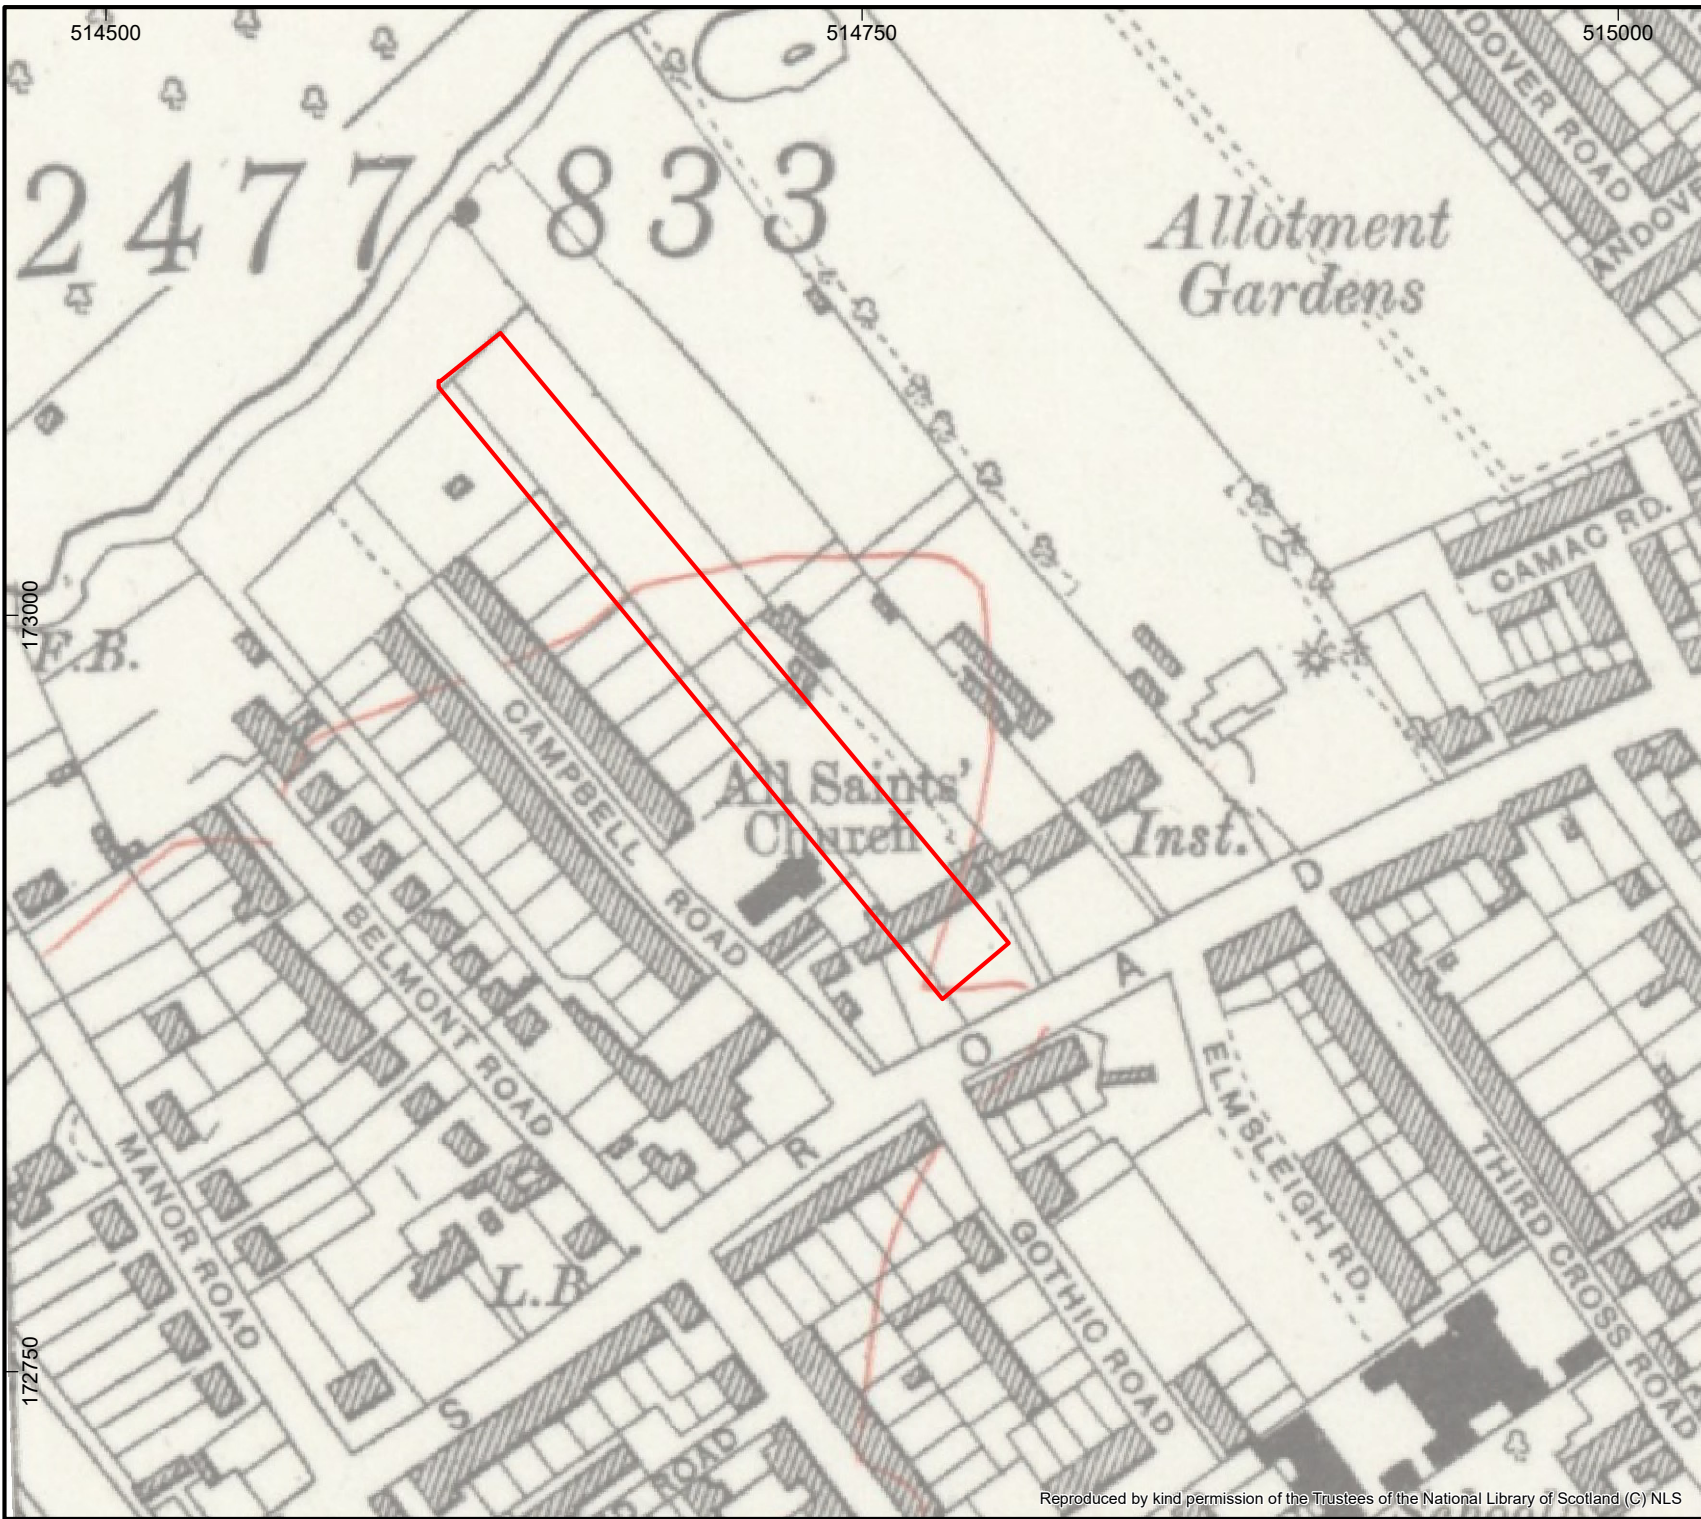 514500
514750
515000
2477
833
Allotment
Gardens
ANDOVER ROAD
CAMAC RD.
173000
F.B.
CAMPBELL ROAD
All Saints'
Church
Inst.
BELMONT ROAD
S R O A D
ELMSLEIGH RD.
THIRD CROSS ROAD
MANOR ROAD
GOTHIC ROAD
L.B
172750
ROAD
Reproduced by kind permission of the Trustees of the National Library of Scotland (C) NLS